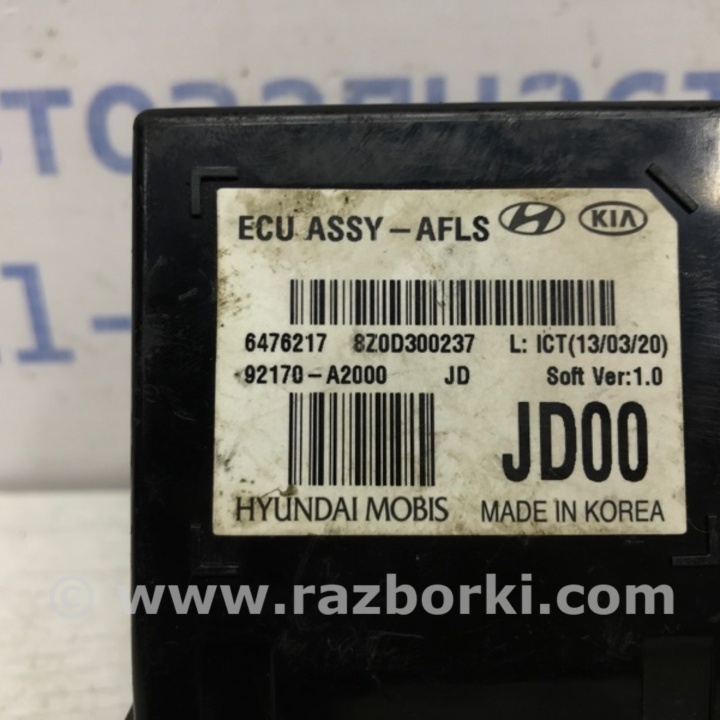 ECU ASSY-AFLS KIA
6476217 8Z0D300237 L: ICT(13/03/20)
92170-A2000 JD Soft Ver:1.0
JD00
HYUNDAI MOBIS MADE IN KOREA
© www.razborki.com